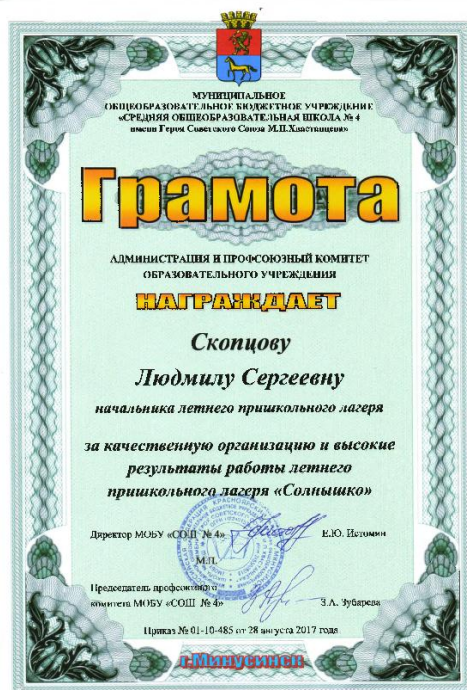 МУНИЦИПАЛЬНОЕ
ОБЩЕОБРАЗОВАТЕЛЬНОЕ БЮДЖЕТНОЕ УЧРЕЖДЕНИЕ
«СРЕДНЯЯ ОБЩЕОБРАЗОВАТЕЛЬНАЯ ШКОЛА № 4
имени Героя Советского Союза М.П.Хвастанцева»
Грамота
АДМИНИСТРАЦИЯ И ПРОФСОЮЗНЫЙ КОМИТЕТ
ОБРАЗОВАТЕЛЬНОГО УЧРЕЖДЕНИЯ
НАГРАЖДАЕТ
Скопцову
Людмилу Сергеевну
начальника летнего пришкольного лагеря
за качественную организацию и высокие
результаты работы летнего
пришкольного лагеря «Солнышко»
Директор МОБУ «СОШ № 4» Е.Ю. Истомин
М.П.
Председатель профсоюзного
комитета МОБУ «СОШ № 4» З.А. Зубарева
Приказ № 01-10-485 от 28 августа 2017 года
г.Минусинск